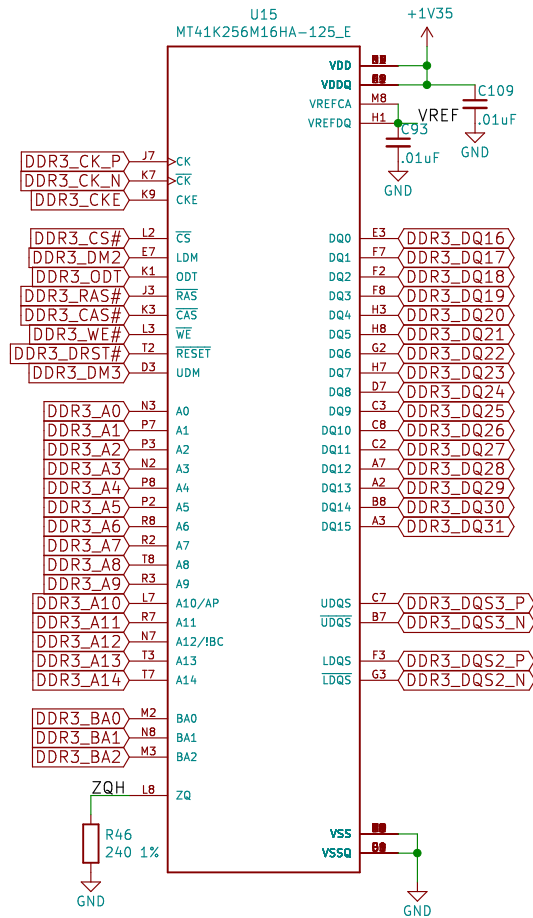 U15
MT41K256M16HA-125_E
+1V35
VDD
VDDQ
VREFCA M8
VREFDQ H1
VREF
C109
.01uF
GND
C93
.01uF
GND
DDR3_CK_P J7 CK
DDR3_CK_N K7 CK
DDR3_CKE K9 CKE
DDR3_CS# L2 CS
DDR3_DM2 E7 LDM
DDR3_ODT K1 ODT
DDR3_RAS# J3 RAS
DDR3_CAS# K3 CAS
DDR3_WE# L3 WE
DDR3_DRST# T2 RESET
DDR3_DM3 D3 UDM
DDR3_A0 N3 A0
DDR3_A1 P7 A1
DDR3_A2 P3 A2
DDR3_A3 N2 A3
DDR3_A4 P8 A4
DDR3_A5 P2 A5
DDR3_A6 R8 A6
DDR3_A7 R2 A7
DDR3_A8 T8 A8
DDR3_A9 R3 A9
DDR3_A10 L7 A10/AP
DDR3_A11 R7 A11
DDR3_A12 N7 A12/!BC
DDR3_A13 T3 A13
DDR3_A14 T7 A14
DDR3_BA0 M2 BA0
DDR3_BA1 N8 BA1
DDR3_BA2 M3 BA2
ZQH L8 ZQ
R46
240 1%
GND
DQ0 E3 DDR3_DQ16
DQ1 F7 DDR3_DQ17
DQ2 F2 DDR3_DQ18
DQ3 F8 DDR3_DQ19
DQ4 H3 DDR3_DQ20
DQ5 H8 DDR3_DQ21
DQ6 G2 DDR3_DQ22
DQ7 H7 DDR3_DQ23
DQ8 D7 DDR3_DQ24
DQ9 C3 DDR3_DQ25
DQ10 C8 DDR3_DQ26
DQ11 C2 DDR3_DQ27
DQ12 A7 DDR3_DQ28
DQ13 A2 DDR3_DQ29
DQ14 B8 DDR3_DQ30
DQ15 A3 DDR3_DQ31
UDQS C7 DDR3_DQS3_P
UDQS B7 DDR3_DQS3_N
LDQS F3 DDR3_DQS2_P
LDQS G3 DDR3_DQS2_N
VSS
VSSQ
GND